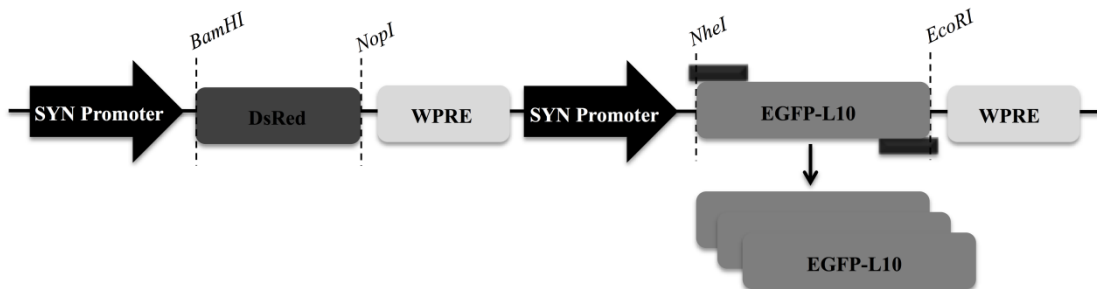 BamHI
NopI
NheI
EcoRI
SYN Promoter
DsRed
WPRE
SYN Promoter
EGFP-L10
WPRE
EGFP-L10